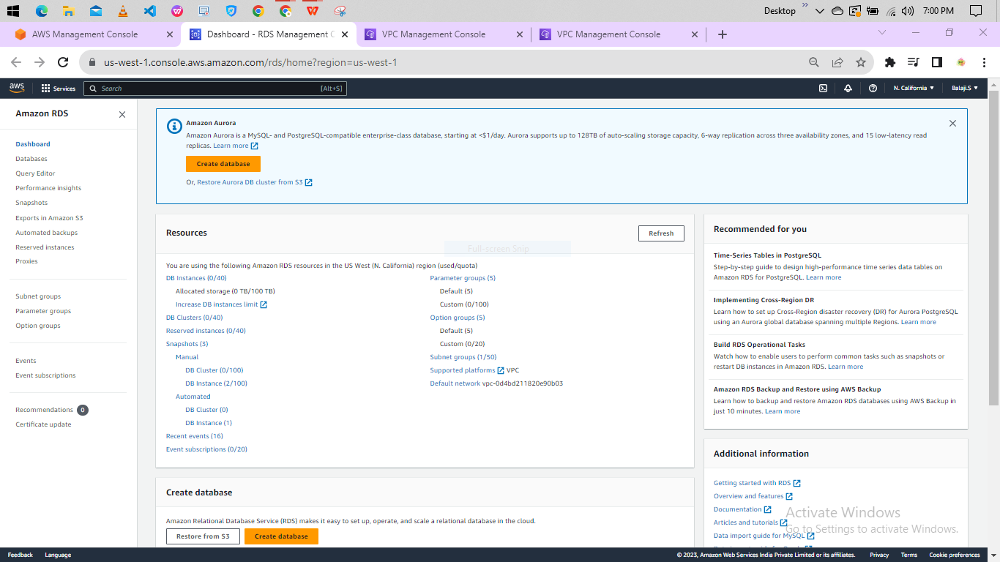 Desktop
7:00 PM
AWS Management Console
Dashboard - RDS Management C
VPC Management Console
VPC Management Console
us-west-1.console.aws.amazon.com/rds/home?region=us-west-1
aws
Services
Search
[Alt+S]
N. California
Balaji.S
Amazon RDS
Dashboard
Databases
Query Editor
Performance insights
Snapshots
Exports in Amazon S3
Automated backups
Reserved instances
Proxies
Subnet groups
Parameter groups
Option groups
Events
Event subscriptions
Recommendations 0
Certificate update
Amazon Aurora
Amazon Aurora is a MySQL- and PostgreSQL-compatible enterprise-class database, starting at <$1/day. Aurora supports up to 128TB of auto-scaling storage capacity, 6-way replication across three availability zones, and 15 low-latency read
replicas. Learn more
Create database
Or, Restore Aurora DB cluster from S3
Resources
Refresh
Full-screen Snip
You are using the following Amazon RDS resources in the US West (N. California) region (used/quota)
DB Instances (0/40)
Allocated storage (0 TB/100 TB)
Increase DB instances limit
DB Clusters (0/40)
Reserved instances (0/40)
Snapshots (3)
Manual
DB Cluster (0/100)
DB Instance (2/100)
Automated
DB Cluster (0)
DB Instance (1)
Recent events (16)
Event subscriptions (0/20)
Parameter groups (5)
Default (5)
Custom (0/100)
Option groups (5)
Default (5)
Custom (0/20)
Subnet groups (1/50)
Supported platforms VPC
Default network vpc-0d4bd211820e90b03
Create database
Amazon Relational Database Service (RDS) makes it easy to set up, operate, and scale a relational database in the cloud.
Restore from S3
Create database
Recommended for you
Time-Series Tables in PostgreSQL
Step-by-step guide to design high-performance time series data tables on
Amazon RDS for PostgreSQL. Learn more
Implementing Cross-Region DR
Learn how to set up Cross-Region disaster recovery (DR) for Aurora PostgreSQL
using an Aurora global database spanning multiple Regions. Learn more
Build RDS Operational Tasks
Watch how to enable users to perform common tasks such as snapshots or
restart DB instances in Amazon RDS. Learn more
Amazon RDS Backup and Restore using AWS Backup
Learn how to backup and restore Amazon RDS databases using AWS Backup in
just 10 minutes. Learn more
Additional information
Getting started with RDS
Overview and features
Documentation
Articles and tutorials
Data import guide for MySQL
Activate Windows
Go to Settings to activate Windows.
Feedback
Language
© 2023, Amazon Web Services India Private Limited or its affiliates.
Privacy
Terms
Cookie preferences